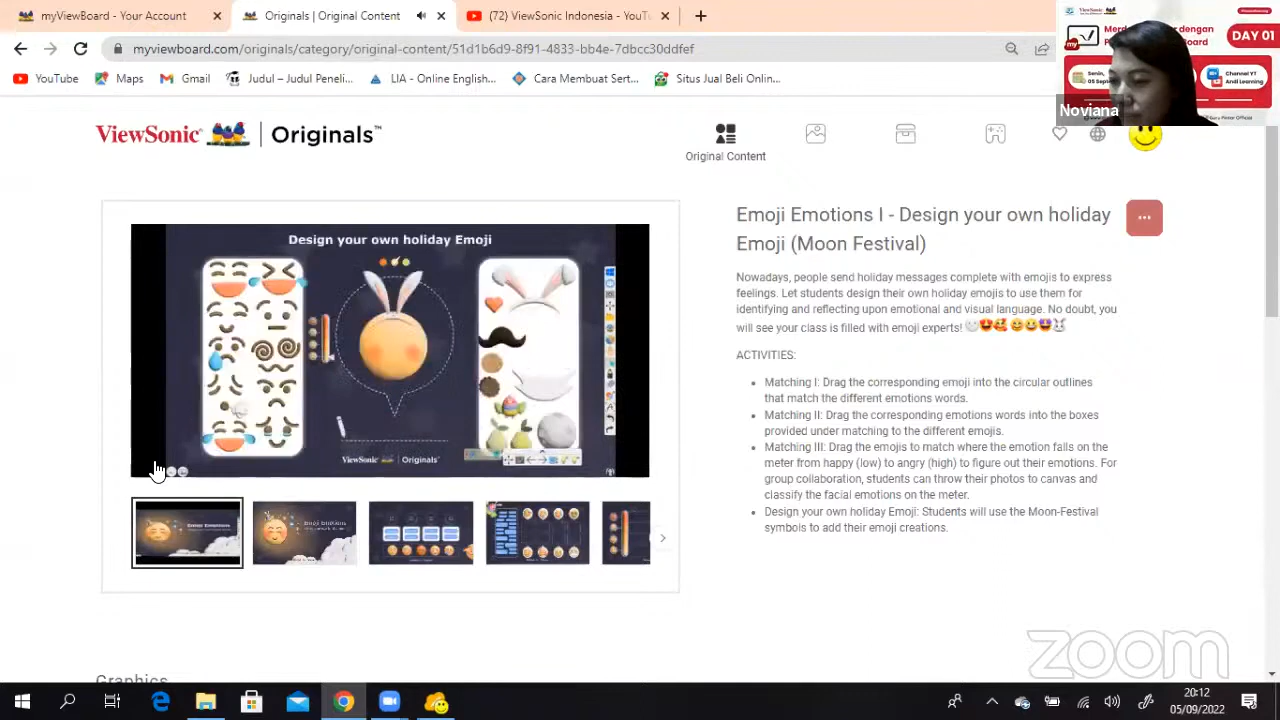 myViewBoard - Your Account
Originals | Original Content
(72) ViewSonic Indonesia - YouTu
myviewboard.com/originals/category/original-content/
YouTube
Maps
Gmail
Judul – Judul Peneli...
LIA - Online English...
Cara Membuat Sert...
Situs Jual Beli Onlin...
DAY 01
Senin,
Channel YT
Andi Learning
Noviana
ViewSonic Originals™
Original Content
Design your own holiday Emoji
ViewSonic Originals
Emoji Emotions I - Design your own holiday
Emoji (Moon Festival)
Nowadays, people send holiday messages complete with emojis to express
feelings. Let students design their own holiday emojis to use them for
identifying and reflecting upon emotional and visual language. No doubt, you
will see your class is filled with emoji experts!
ACTIVITIES:
Matching I: Drag the corresponding emoji into the circular outlines
that match the different emotions words.
Matching II: Drag the corresponding emotions words into the boxes
provided under matching to the different emojis.
Matching III: Drag the emojis to match where the emotion falls on the
meter from happy (low) to angry (high) to figure out their emotions. For
group collaboration, students can throw their photos to canvas and
classify the facial emotions on the meter.
Design your own holiday Emoji: Students will use the Moon-Festival
symbols to add their emoji creations.
Graphics
zoom
20:12
05/09/2022